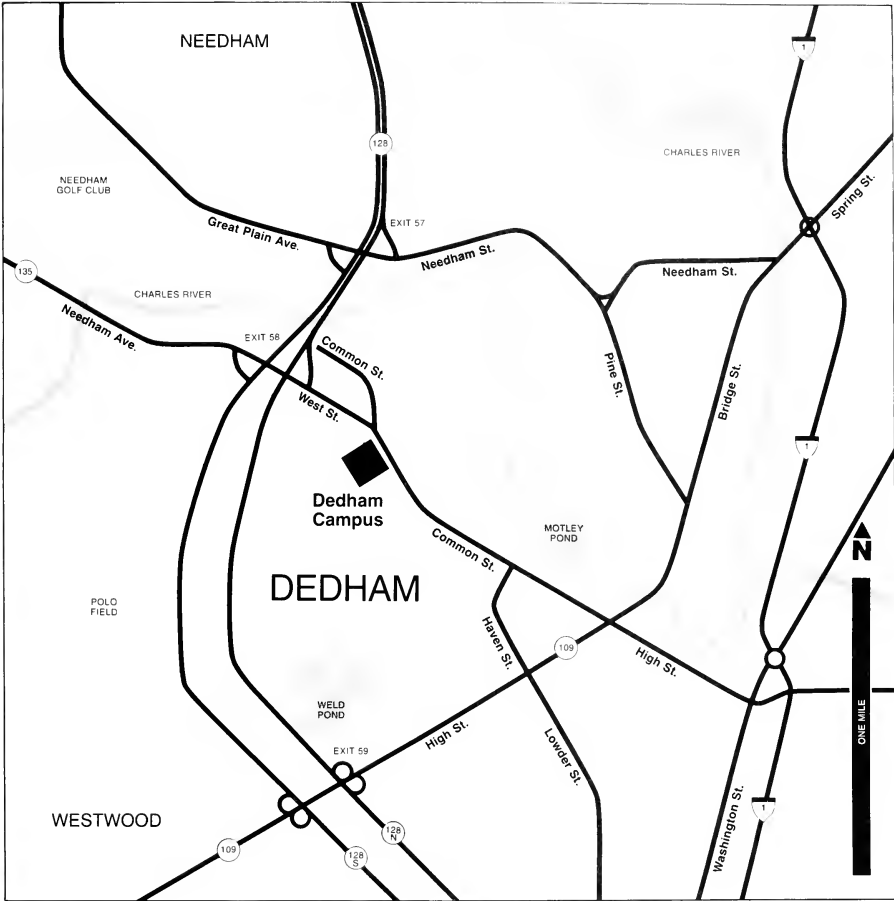 NEEDHAM
1
128
CHARLES RIVER
NEEDHAM
GOLF CLUB
Spring St.
Great Plain Ave.
EXIT 57
Needham St.
Needham St.
135
CHARLES RIVER
Needham Ave.
EXIT 58
Common St.
Pine St.
Bridge St.
West St.
1
Dedham
Campus
MOTLEY
POND
Common St.
N
DEDHAM
POLO
FIELD
Haven St.
109
High St.
WELD
POND
High St.
ONE MILE
EXIT 59
Lowder St.
WESTWOOD
Washington St.
1
109
128
S
128
N